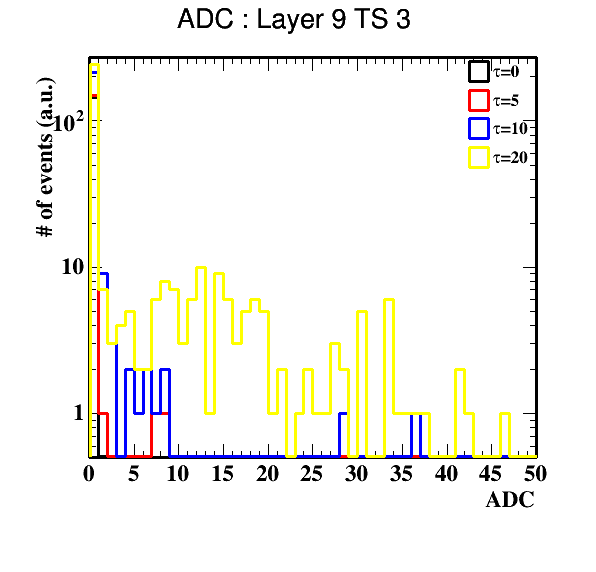 ADC : Layer 9 TS 3
# of events (a.u.)
10²
10
1
τ=0
τ=5
τ=10
τ=20
0 5 10 15 20 25 30 35 40 45 50
ADC